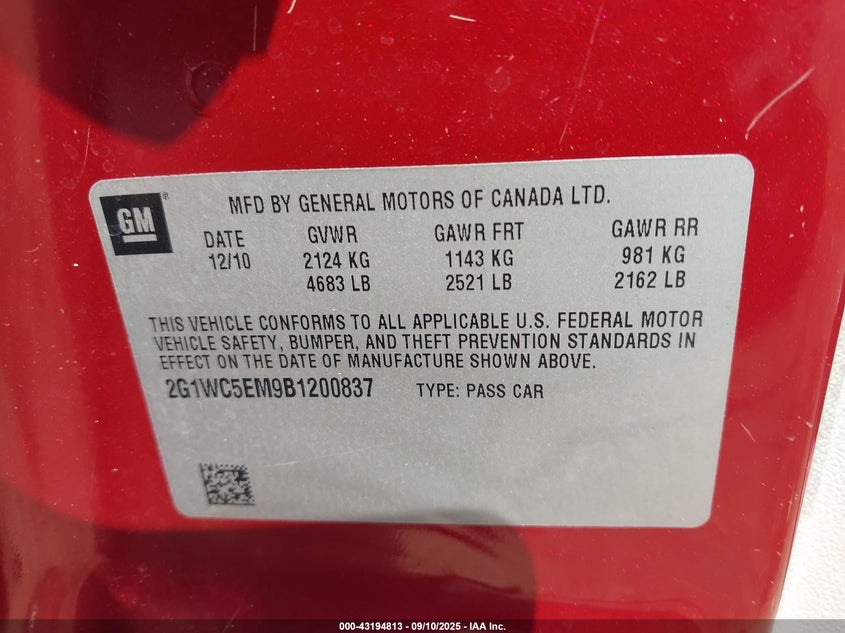 GM®
MFD BY GENERAL MOTORS OF CANADA LTD.
DATE GVWR GAWR FRT GAWR RR
12/10 2124 KG 1143 KG 981 KG
4683 LB 2521 LB 2162 LB
THIS VEHICLE CONFORMS TO ALL APPLICABLE U.S. FEDERAL MOTOR
VEHICLE SAFETY, BUMPER, AND THEFT PREVENTION STANDARDS IN
EFFECT ON THE DATE OF MANUFACTURE SHOWN ABOVE.
2G1WC5EM9B1200837 TYPE: PASS CAR
000-43194813 - 09/10/2025 - IAA Inc.